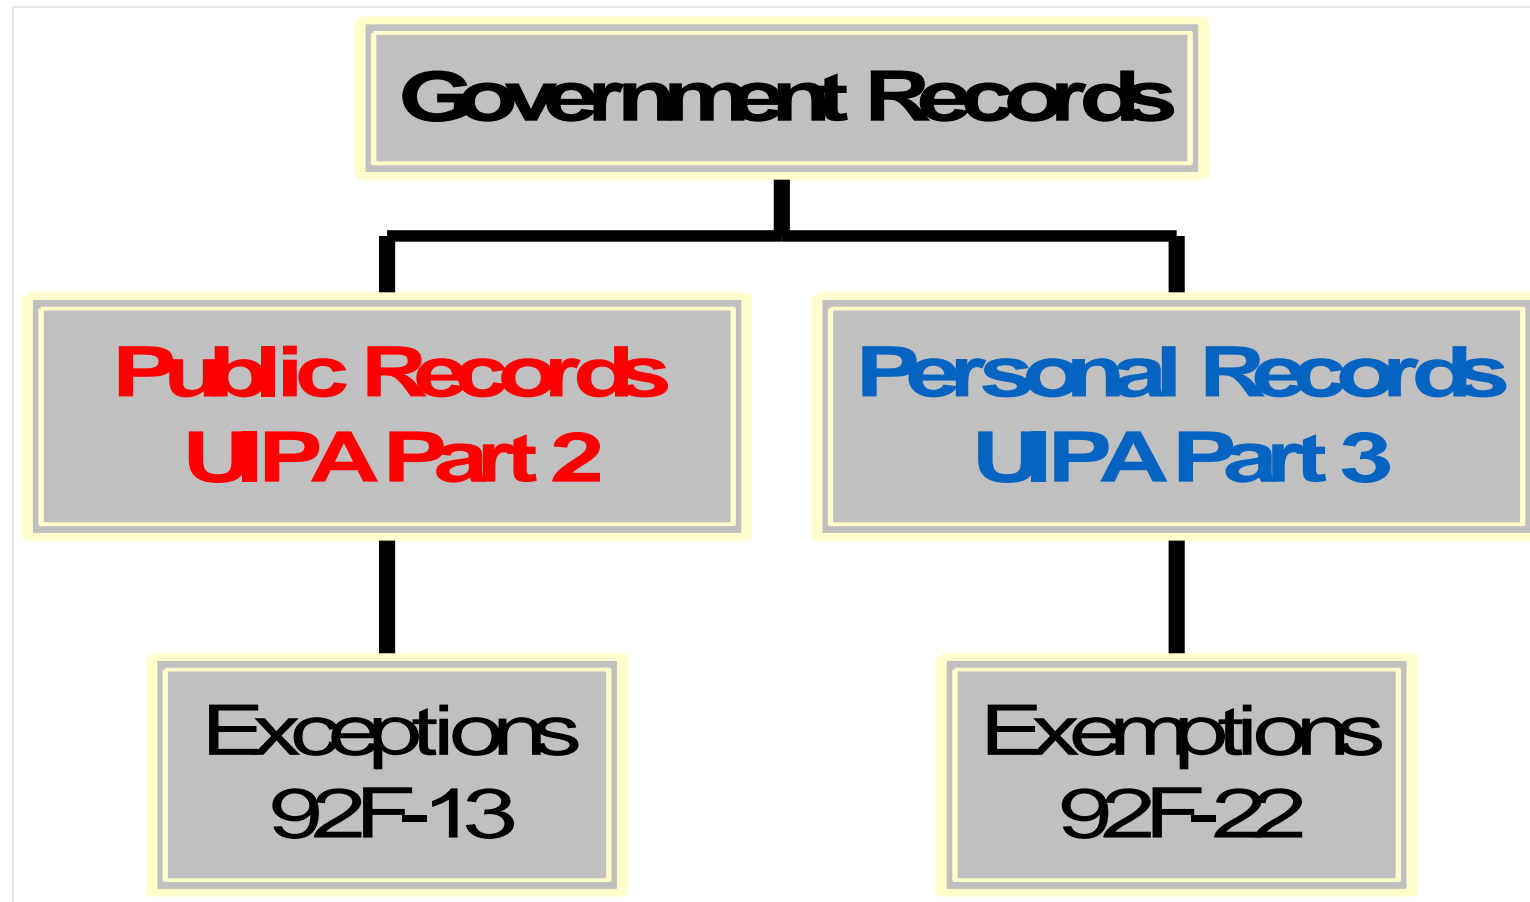 Government Records
Public Records
UIPA Part 2
Personal Records
UIPA Part 3
Exceptions
92F-13
Exemptions
92F-22